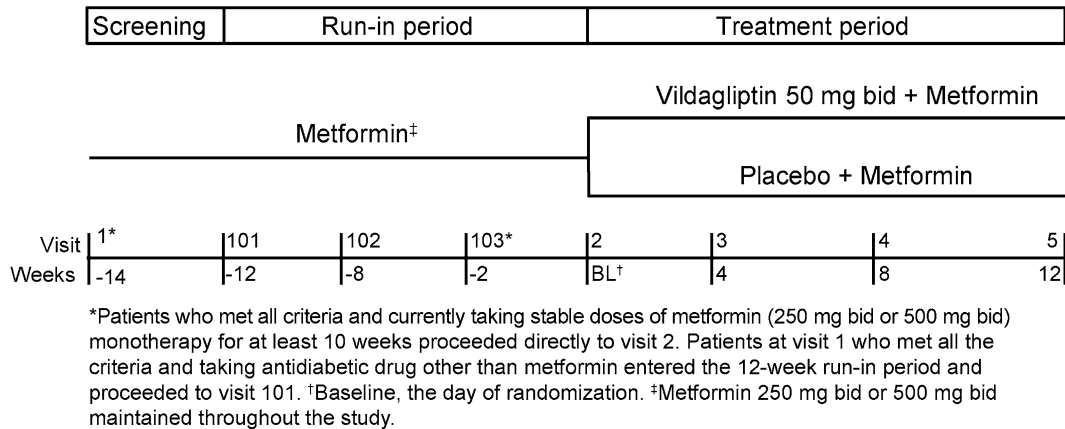 Screening Run-in period Treatment period
Vildagliptin 50 mg bid + Metformin
Metformin‡
Placebo + Metformin
Visit 1* 101 102 103* 2 3 4 5
Weeks -14 -12 -8 -2 BL† 4 8 12
*Patients who met all criteria and currently taking stable doses of metformin (250 mg bid or 500 mg bid)
monotherapy for at least 10 weeks proceeded directly to visit 2. Patients at visit 1 who met all the
criteria and taking antidiabetic drug other than metformin entered the 12-week run-in period and
proceeded to visit 101. †Baseline, the day of randomization. ‡Metformin 250 mg bid or 500 mg bid
maintained throughout the study.